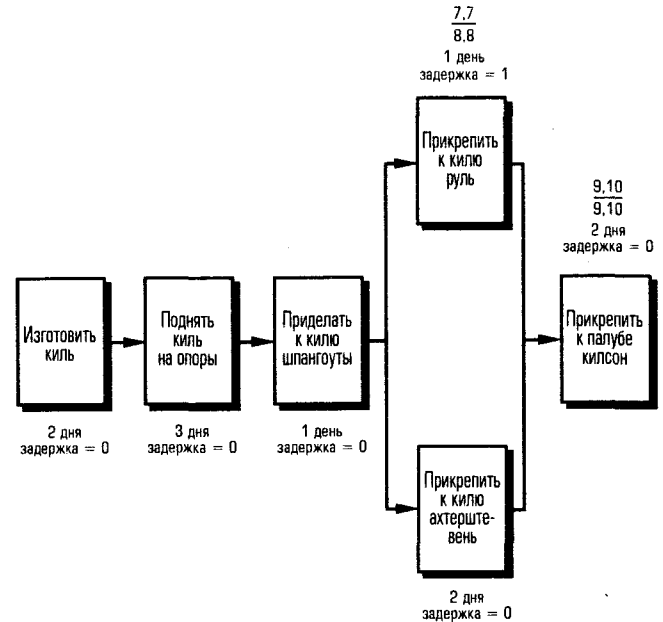 7,7
8,8
1 день
задержка = 1
Прикрепить
к килю
руль
9,10
9,10
2 дня
задержка = 0
Изготовить
киль
2 дня
задержка = 0
Поднять
киль
на опоры
3 дня
задержка = 0
Приделать
к килю
шпангоуты
1 день
задержка = 0
Прикрепить
к палубе
килсон
Прикрепить
к килю
ахтерште-
вень
2 дня
задержка = 0